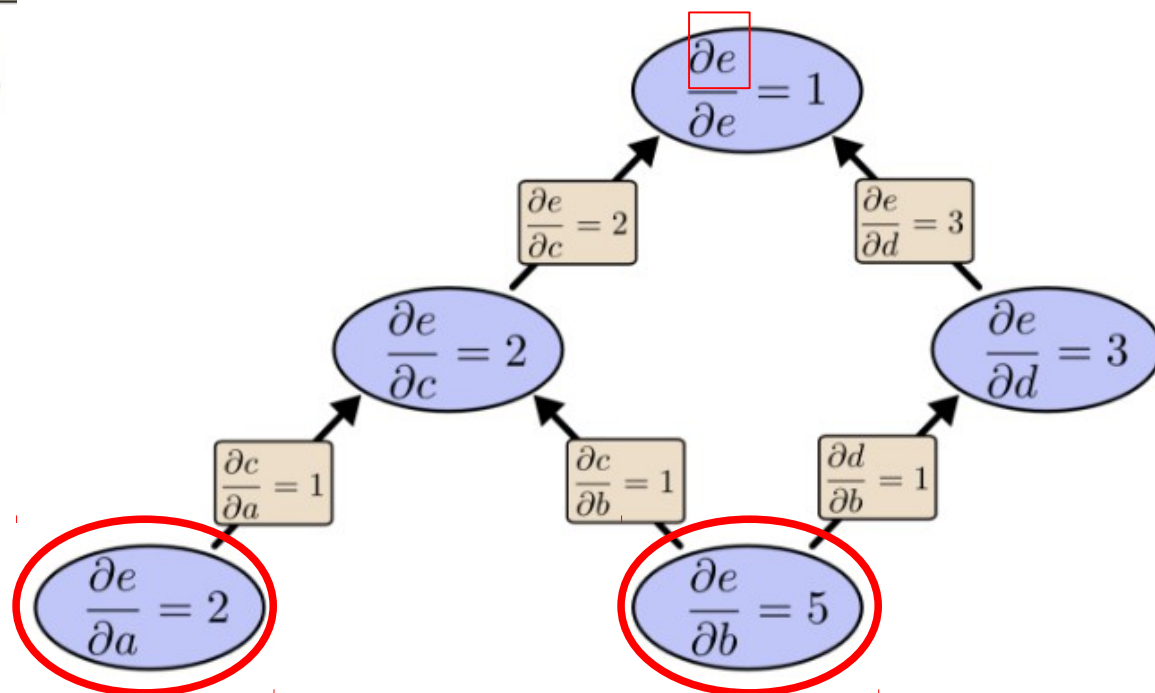 ∂e/∂e = 1
∂e/∂c = 2
∂e/∂d = 3
∂e/∂c = 2
∂e/∂d = 3
∂c/∂a = 1
∂c/∂b = 1
∂d/∂b = 1
∂e/∂a = 2
∂e/∂b = 5